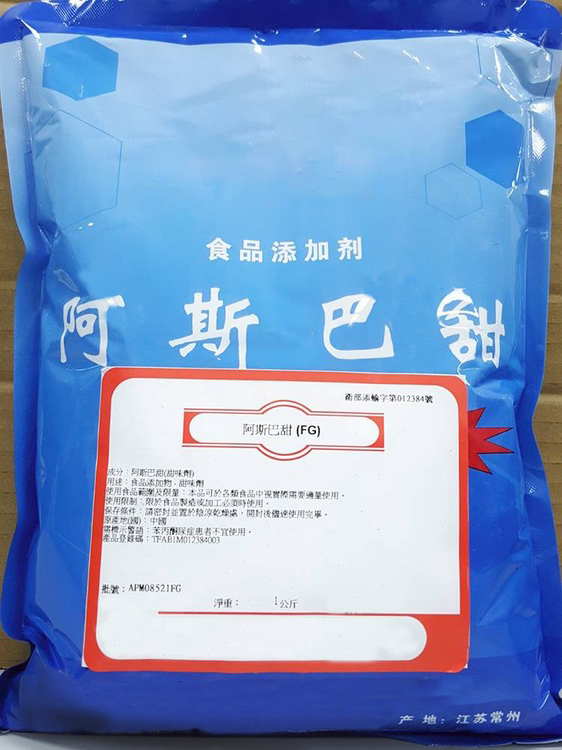 食品添加剂
阿斯巴甜
衛部添輸字第012384號
阿斯巴甜 (FG)
成分：阿斯巴甜(甜味劑)
用途：食品添加物-甜味劑
使用食品範圍及限量：本品可於各類食品中視實際需要適量使用。
使用限制：限於食品製造或加工必須時使用。
保存條件：請密封並置於陰涼乾燥處，開封後儘速使用完畢。
原產地(國)：中國
需標示警語：苯丙酮尿症患者不宜使用。
產品登錄碼：TFAB1M012384003
批號：APM08521FG
淨重： 1公斤
产 地：江苏常州